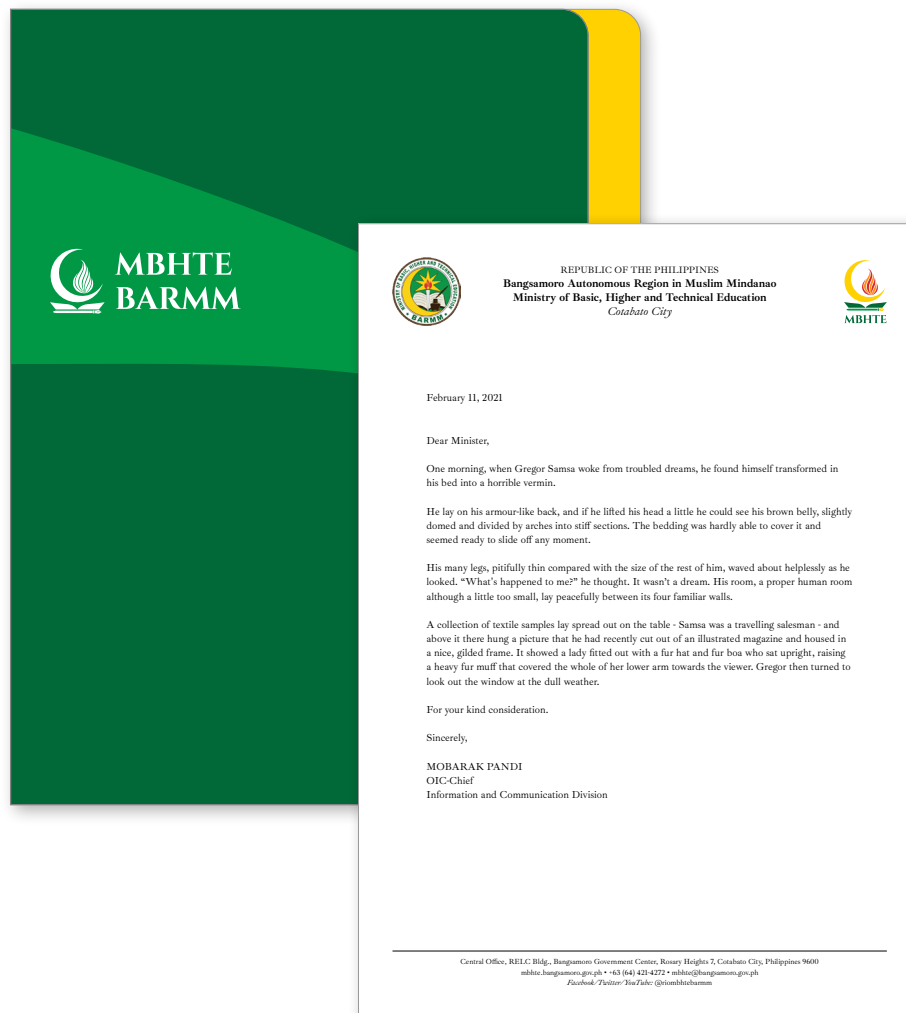 MBHTE
BARMM
MINISTRY OF BASIC, HIGHER AND TECHNICAL EDUCATION
BARMM
REPUBLIC OF THE PHILIPPINES
Bangsamoro Autonomous Region in Muslim Mindanao
Ministry of Basic, Higher and Technical Education
Cotabato City
MBHTE
February 11, 2021
Dear Minister,
One morning, when Gregor Samsa woke from troubled dreams, he found himself transformed in
his bed into a horrible vermin.
He lay on his armour-like back, and if he lifted his head a little he could see his brown belly, slightly
domed and divided by arches into stiff sections. The bedding was hardly able to cover it and
seemed ready to slide off any moment.
His many legs, pitifully thin compared with the size of the rest of him, waved about helplessly as he
looked. “What’s happened to me?” he thought. It wasn’t a dream. His room, a proper human room
although a little too small, lay peacefully between its four familiar walls.
A collection of textile samples lay spread out on the table - Samsa was a travelling salesman - and
above it there hung a picture that he had recently cut out of an illustrated magazine and housed in
a nice, gilded frame. It showed a lady fitted out with a fur hat and fur boa who sat upright, raising
a heavy fur muff that covered the whole of her lower arm towards the viewer. Gregor then turned to
look out the window at the dull weather.
For your kind consideration.
Sincerely,
MOBARAK PANDI
OIC-Chief
Information and Communication Division
Central Office, RELC Bldg., Bangsamoro Government Center, Rosary Heights 7, Cotabato City, Philippines 9600
mbhte.bangsamoro.gov.ph • +63 (64) 421-4272 • mbhte@bangsamoro.gov.ph
Facebook/Twitter/YouTube: @riombhtebarmm